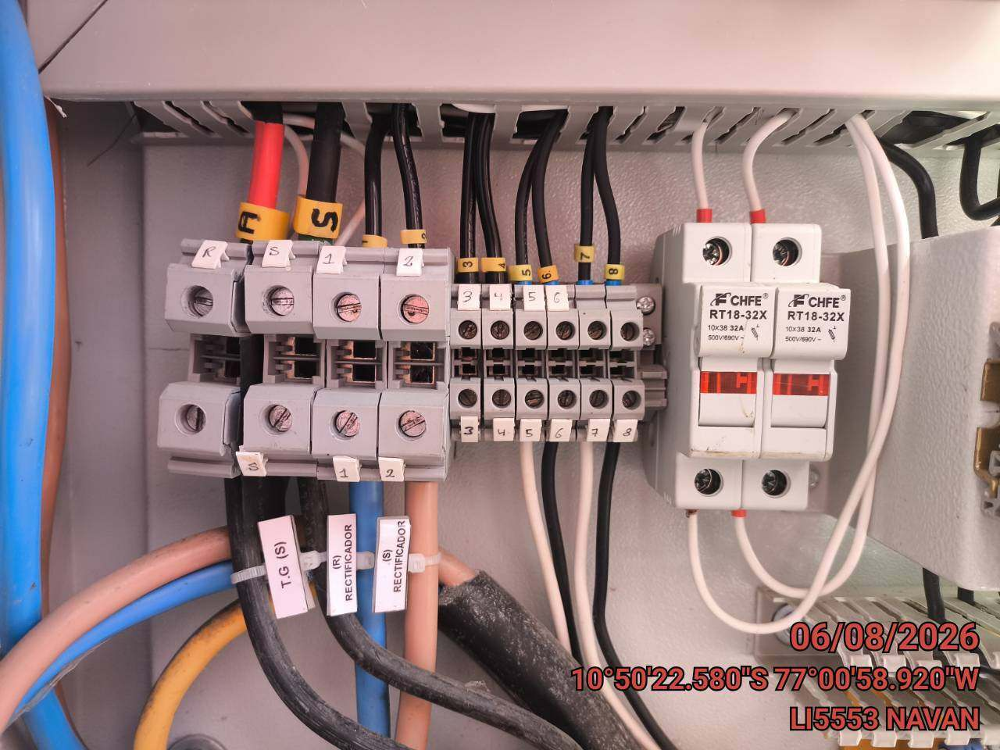 A
S
R
S
1
2
2
3
4
5
6
7
8
3
4
5
6
CHFE®
RT18-32X
10X38 32A
500V/690V~
CHFE®
RT18-32X
10X38 32A
500V/690V~
S
1
2
3
4
5
6
7
8
T.G (S)
(R)
RECTIFICADOR
(S)
RECTIFICADOR
06/08/2026
10°50'22.580"S 77°00'58.920"W
LI5553 NAVAN